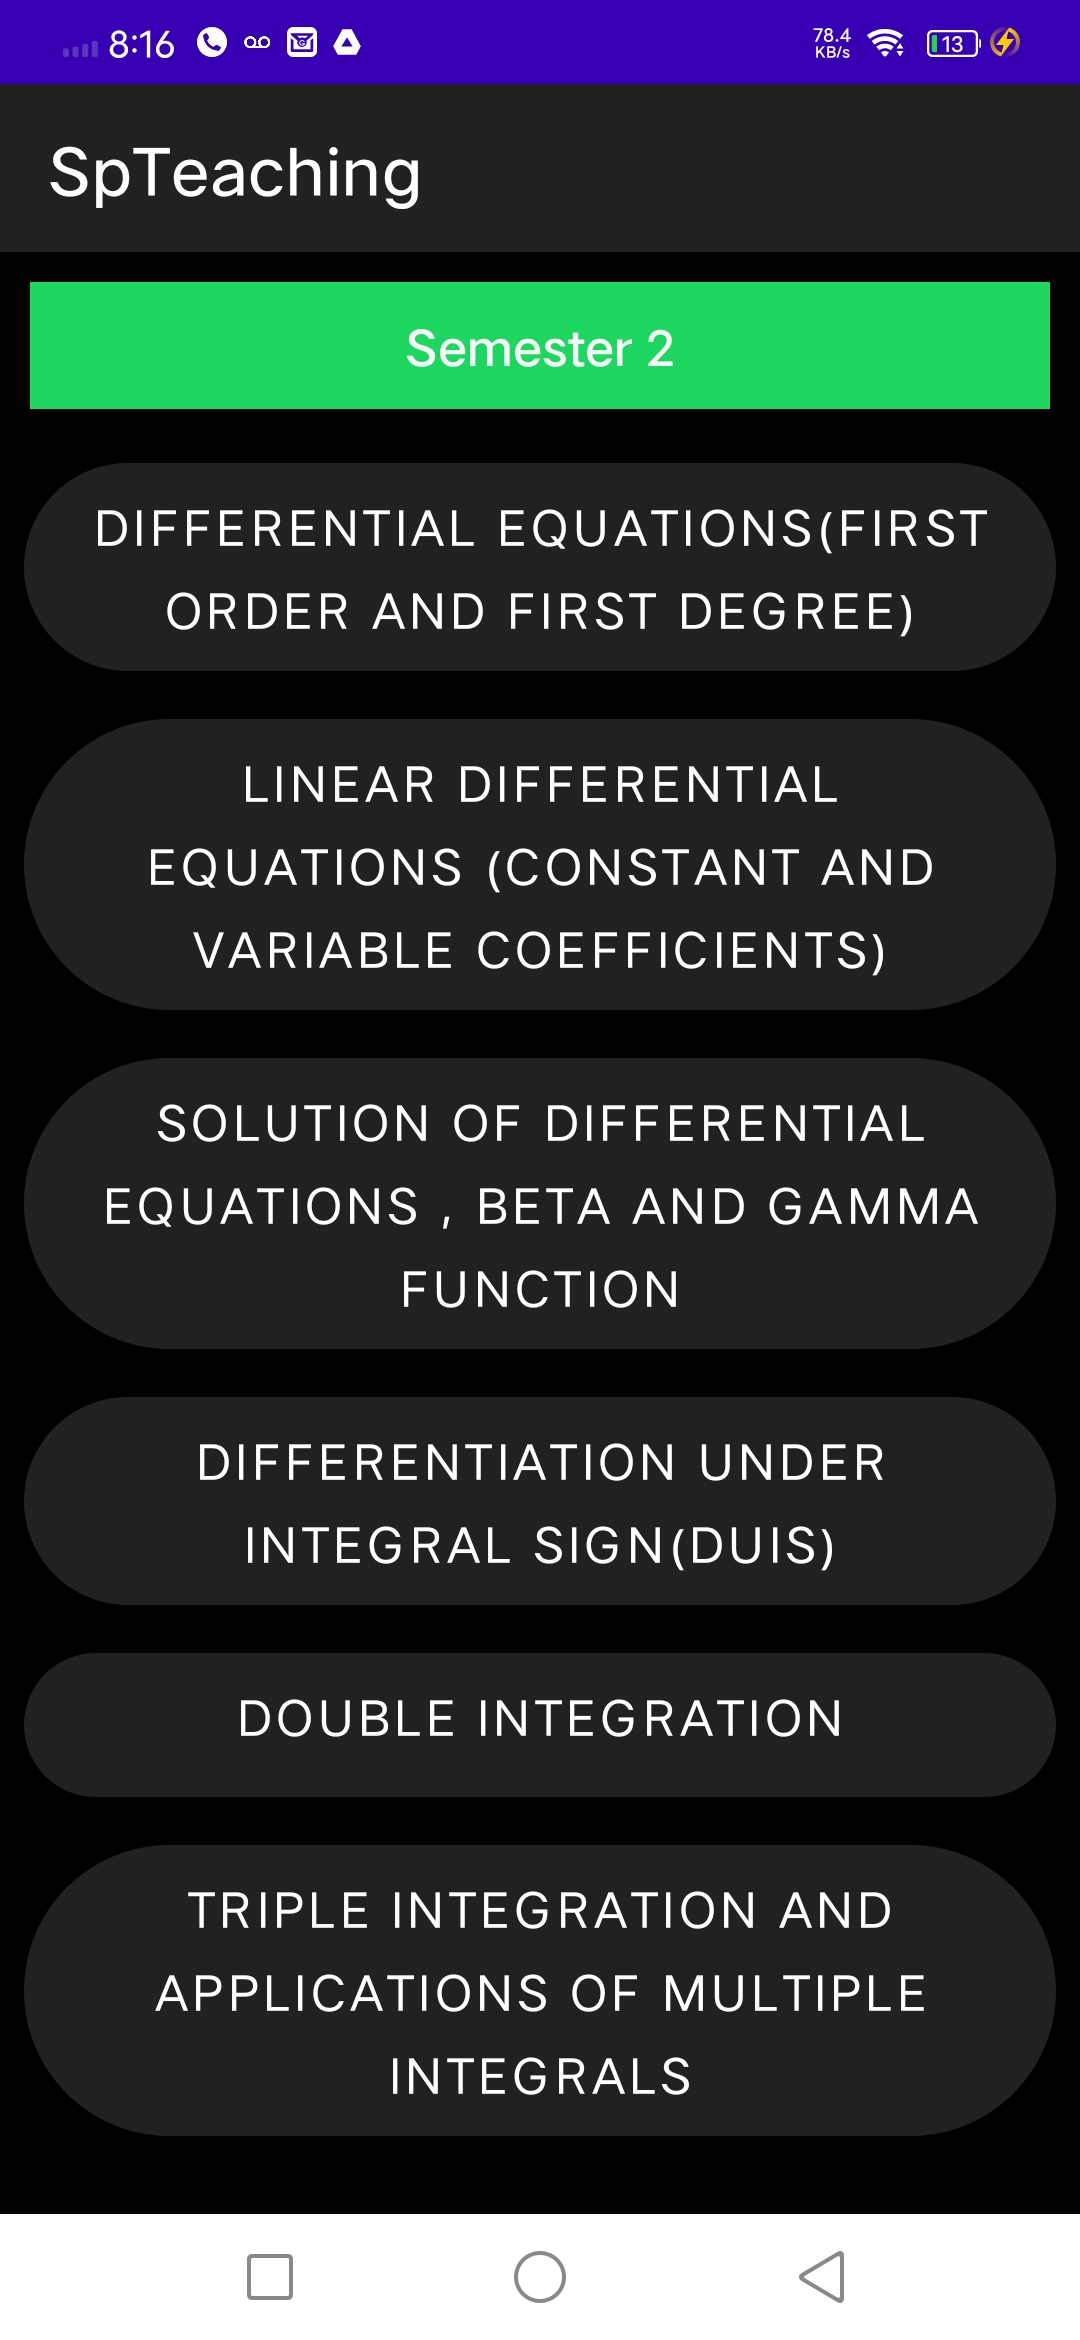 8:16
78.4
KB/s
13
SpTeaching
Semester 2
DIFFERENTIAL EQUATIONS(FIRST
ORDER AND FIRST DEGREE)
LINEAR DIFFERENTIAL
EQUATIONS (CONSTANT AND
VARIABLE COEFFICIENTS)
SOLUTION OF DIFFERENTIAL
EQUATIONS , BETA AND GAMMA
FUNCTION
DIFFERENTIATION UNDER
INTEGRAL SIGN(DUIS)
DOUBLE INTEGRATION
TRIPLE INTEGRATION AND
APPLICATIONS OF MULTIPLE
INTEGRALS